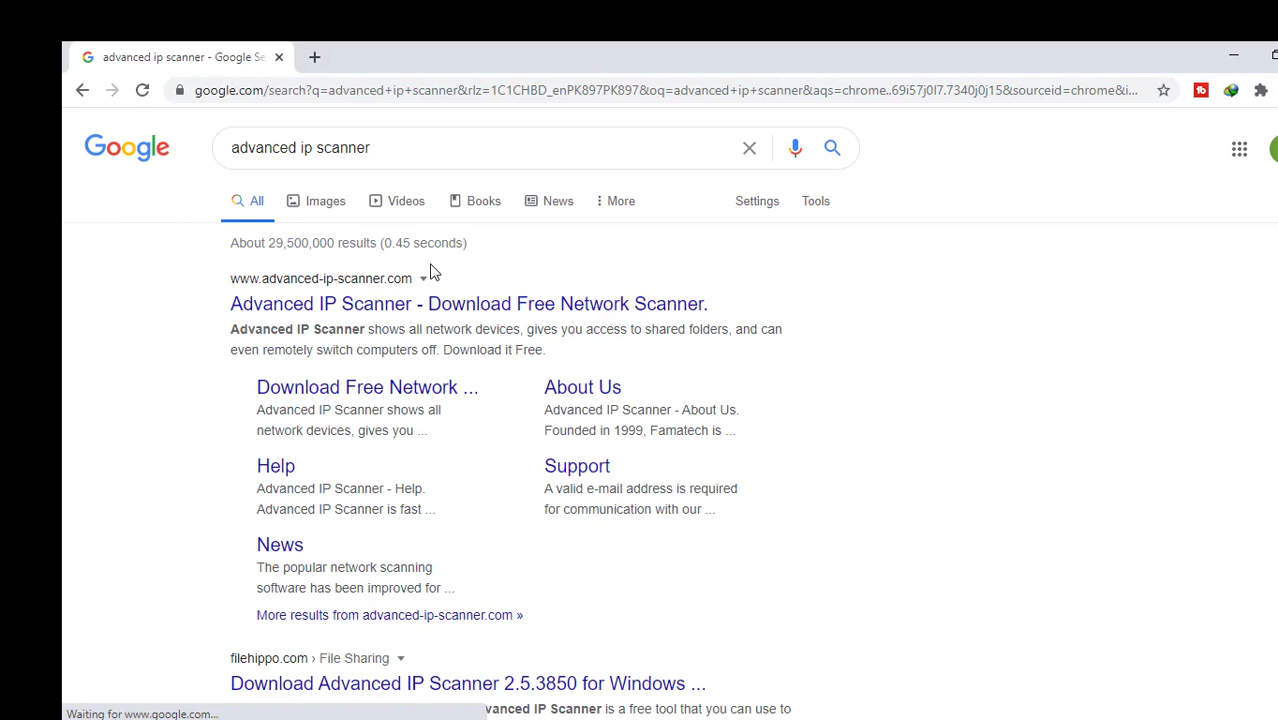 advanced ip scanner - Google Se
google.com/search?q=advanced+ip+scanner&rlz=1C1CHBD_enPK897PK897&oq=advanced+ip+scanner&aqs=chrome..69i57j0l7.7340j0j15&sourceid=chrome&i...
Google
advanced ip scanner
All Images Videos Books News More Settings Tools
About 29,500,000 results (0.45 seconds)
www.advanced-ip-scanner.com
Advanced IP Scanner - Download Free Network Scanner.
Advanced IP Scanner shows all network devices, gives you access to shared folders, and can
even remotely switch computers off. Download it Free.
Download Free Network ...
Advanced IP Scanner shows all
network devices, gives you ...
About Us
Advanced IP Scanner - About Us.
Founded in 1999, Famatech is ...
Help
Advanced IP Scanner - Help.
Advanced IP Scanner is fast ...
Support
A valid e-mail address is required
for communication with our ...
News
The popular network scanning
software has been improved for ...
More results from advanced-ip-scanner.com »
filehippo.com › File Sharing
Download Advanced IP Scanner 2.5.3850 for Windows ...
vanced IP Scanner is a free tool that you can use to
Waiting for www.google.com...